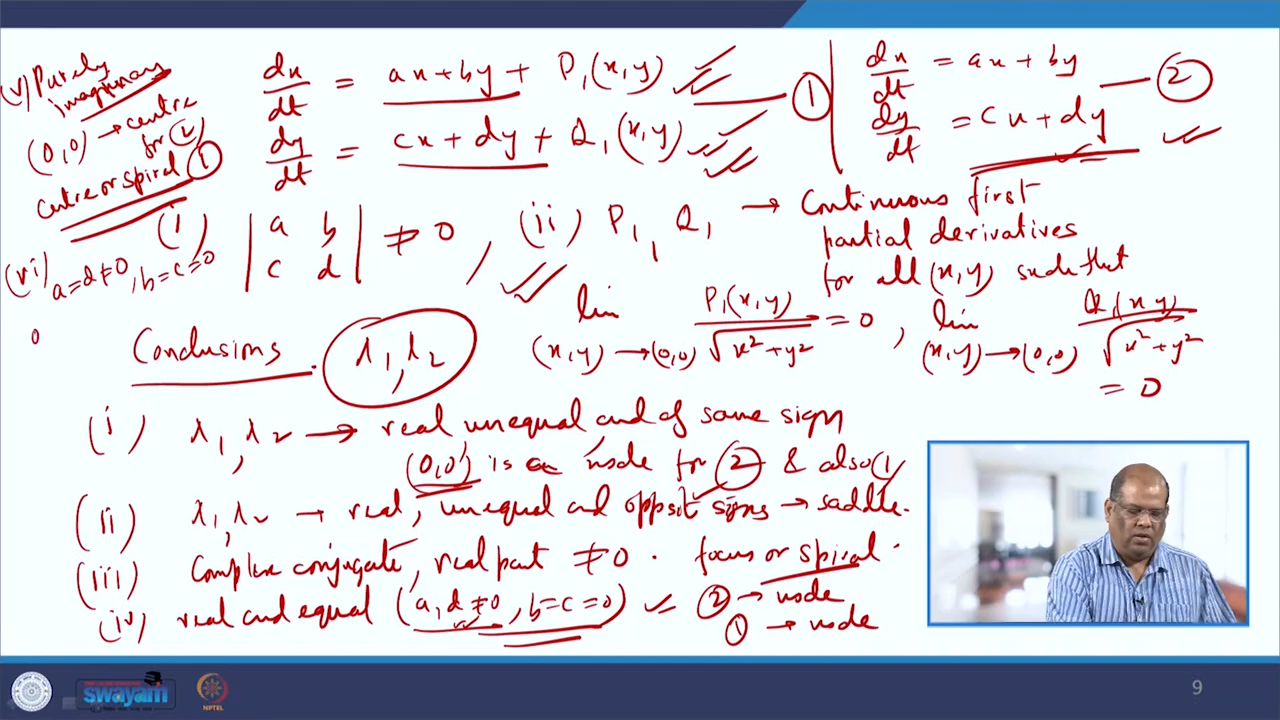 dx/dt = ax + by + P₁(x,y)
dy/dt = cx + dy + Q₁(x,y) — ①
dx/dt = ax + by
dy/dt = cx + dy — ②
(i) | a b |
| c d | ≠ 0 , (ii) P₁, Q₁ → Continuous first
partial derivatives
for all (x,y) such that
lim (x,y)→(0,0) P₁(x,y)/√x²+y² = 0 , lim (x,y)→(0,0) Q₁(x,y)/√x²+y²
= 0
Conclusions . λ₁, λ₂
(i) λ₁, λ₂ → real unequal and of same sign
(0,0) is a node for ② & also ①
(ii) λ₁, λ₂ → real, unequal and opposit signs → saddle.
(iii) Complex conjugate, real part ≠ 0 . focus or spiral .
(iv) real and equal (a, d ≠ 0, b = c = 0) ② → node
① → node
(v) Purely
imaginary
(0,0) → centre
for ②
centre or spiral ①
(vi) a = d ≠ 0, b = c = 0
0
swayam
NPTEL
9